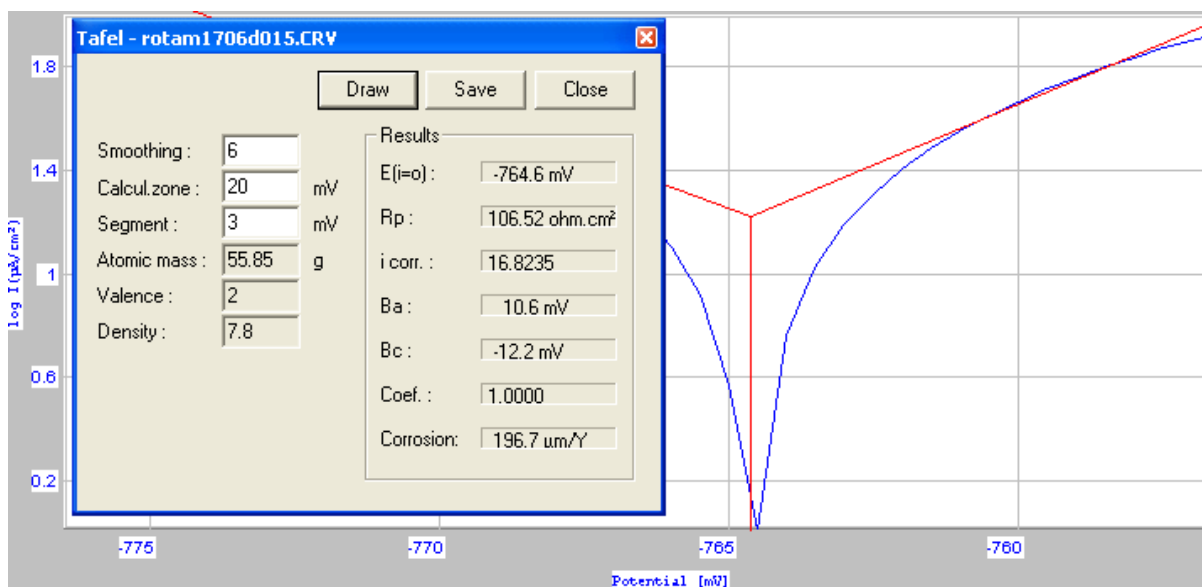 Tafel - rotam1706d015.CRV
Draw Save Close
Smoothing : 6
Calcul.zone : 20 mV
Segment : 3 mV
Atomic mass : 55.85 g
Valence : 2
Density : 7.8
Results
E(i=o) : -764.6 mV
Rp : 106.52 ohm.cm²
i corr. : 16.8235
Ba : 10.6 mV
Bc : -12.2 mV
Coef. : 1.0000
Corrosion: 196.7 um/Y
log I(µA/cm²)
1.8
1.4
1
0.6
0.2
-775 -770 -765 -760
Potential [mV]